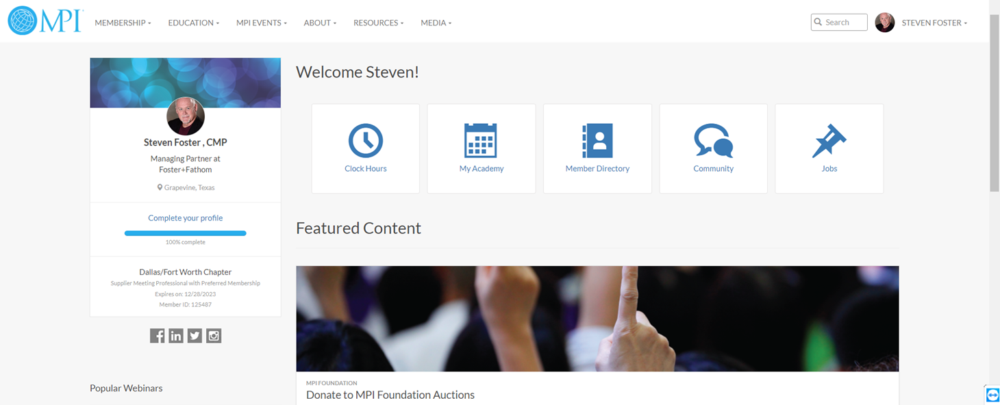 MPI
MEMBERSHIP
EDUCATION
MPI EVENTS
ABOUT
RESOURCES
MEDIA
Search
STEVEN FOSTER
Steven Foster , CMP
Managing Partner at
Foster+Fathom
Grapevine, Texas
Complete your profile
100% complete
Dallas/Fort Worth Chapter
Supplier Meeting Professional with Preferred Membership
Expires on: 12/28/2023
Member ID: 125487
Popular Webinars
Welcome Steven!
Clock Hours
My Academy
Member Directory
Community
Jobs
Featured Content
MPI FOUNDATION
Donate to MPI Foundation Auctions